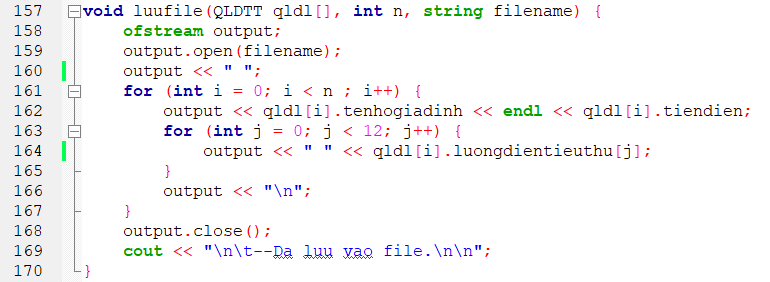 157 void luufile(QLDTT qldl[], int n, string filename) {
158     ofstream output;
159     output.open(filename);
160     output << " ";
161     for (int i = 0; i < n ; i++) {
162         output << qldl[i].tenhogiadinh << endl << qldl[i].tiendien;
163         for (int j = 0; j < 12; j++) {
164             output << " " << qldl[i].luongdientieuthu[j];
165         }
166         output << "\n";
167     }
168     output.close();
169     cout << "\n\t--Da luu vao file.\n\n";
170 }